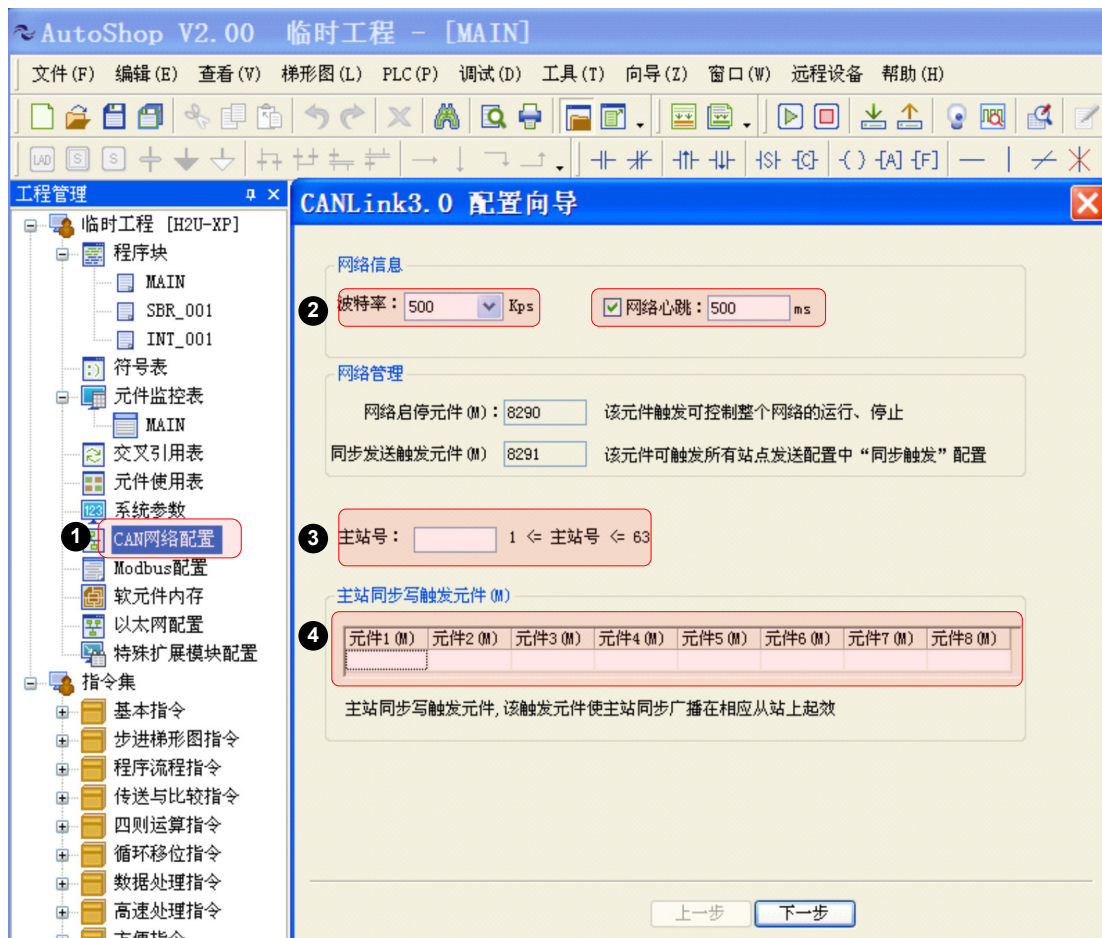 AutoShop V2.00 临时工程 - [MAIN]
文件(F) 编辑(E) 查看(V) 梯形图(L) PLC(P) 调试(D) 工具(T) 向导(Z) 窗口(W) 远程设备 帮助(H)
LAD S S S C ( ) [A] [F]
工程管理
临时工程 [H2U-XP]
程序块
MAIN
SBR_001
INT_001
符号表
元件监控表
MAIN
交叉引用表
元件使用表
123 系统参数
1 CAN网络配置
Modbus配置
软元件内存
以太网配置
特殊扩展模块配置
指令集
基本指令
步进梯形图指令
程序流程指令
传送与比较指令
四则运算指令
循环移位指令
数据处理指令
高速处理指令
方便指令
CANLink3.0 配置向导
网络信息
2 波特率： 500 Kps 网络心跳： 500 ms
网络管理
网络启停元件(M)： 8290 该元件触发可控制整个网络的运行、停止
同步发送触发元件(M) 8291 该元件可触发所有站点发送配置中“同步触发”配置
3 主站号： 1 <= 主站号 <= 63
主站同步写触发元件(M)
4 元件1(M) 元件2(M) 元件3(M) 元件4(M) 元件5(M) 元件6(M) 元件7(M) 元件8(M)
主站同步写触发元件,该触发元件使主站同步广播在相应从站上起效
上一步 下一步